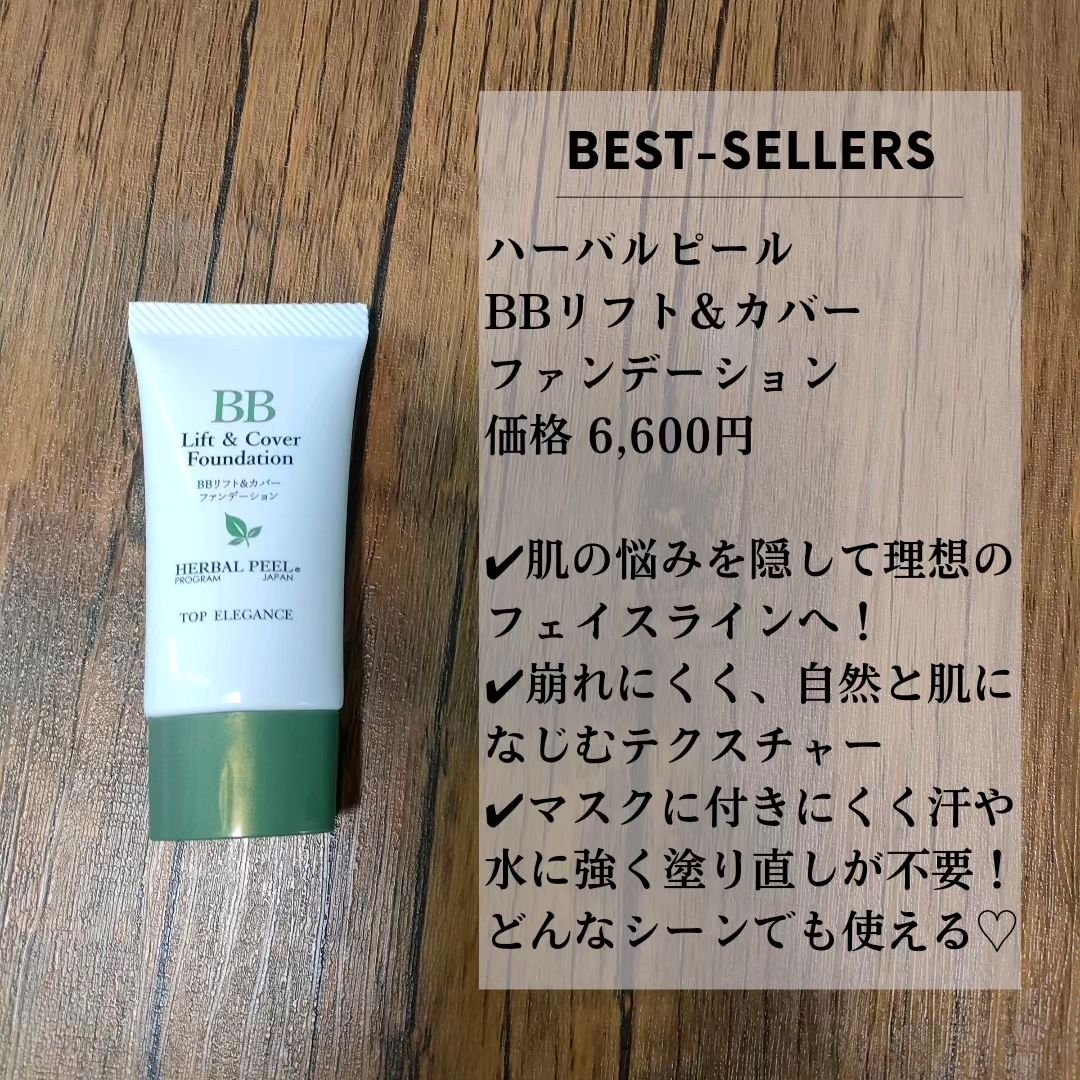 BEST-SELLERS
ハーバルピール
BBリフト&カバー
ファンデーション
価格 6,600円
✔肌の悩みを隠して理想の
フェイスラインへ！
✔崩れにくく、自然と肌に
なじむテクスチャー
✔マスクに付きにくく汗や
水に強く塗り直しが不要！
どんなシーンでも使える♡
BB
Lift & Cover
Foundation
BBリフト&カバー
ファンデーション
HERBAL PEEL®
PROGRAM JAPAN
TOP ELEGANCE